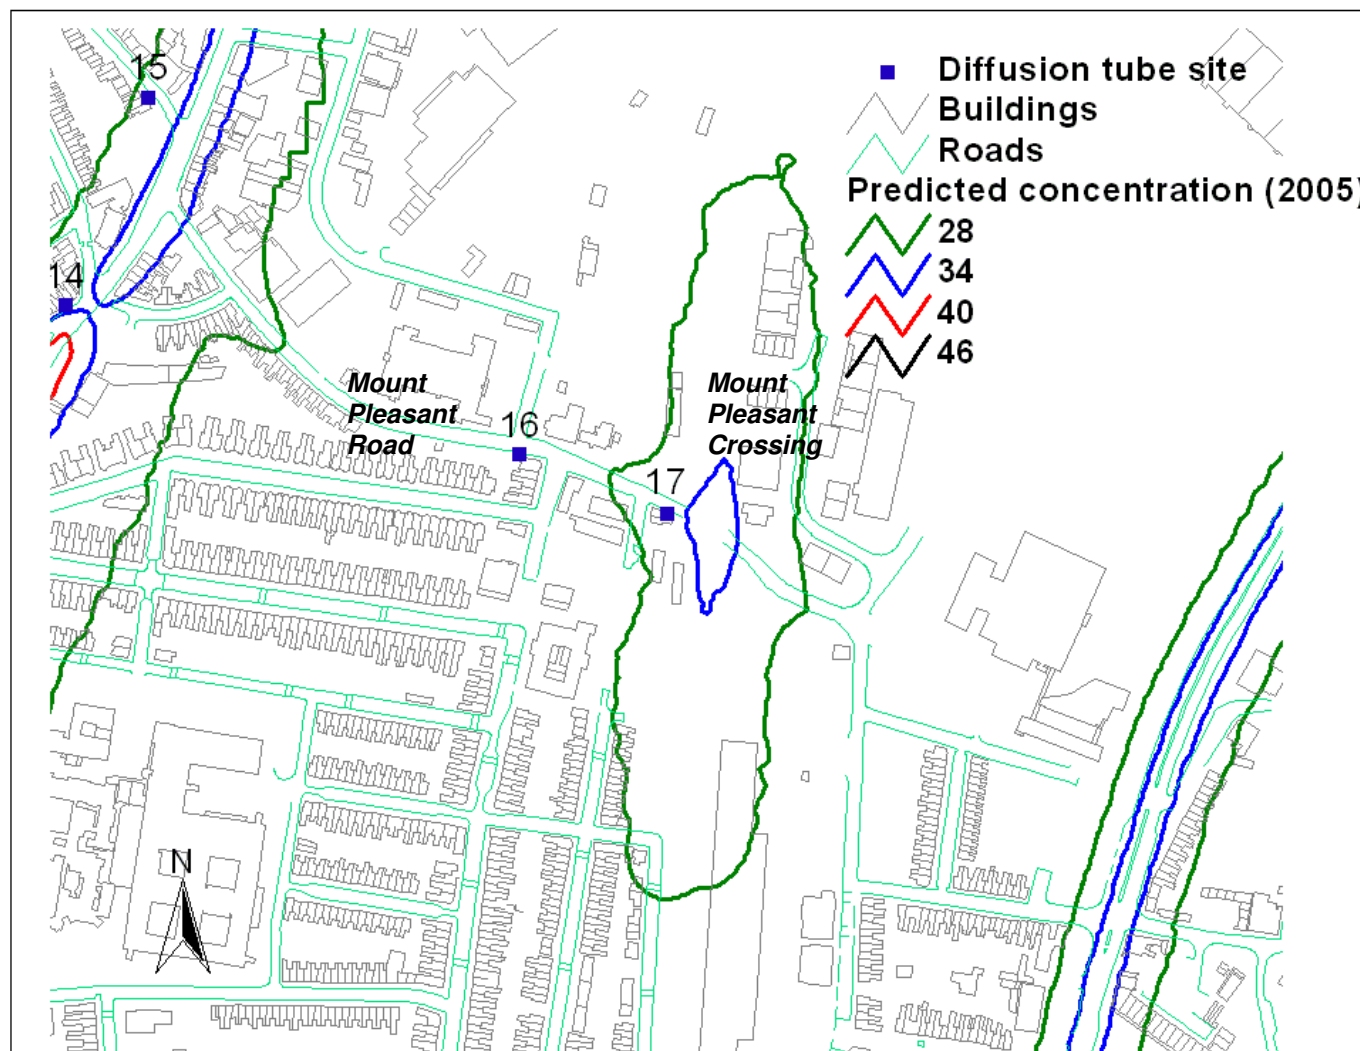 15
Diffusion tube site
Buildings
Roads
Predicted concentration (2005)
28
34
40
46
14
Mount
Pleasant
Road
Mount
Pleasant
Crossing
16
17
N